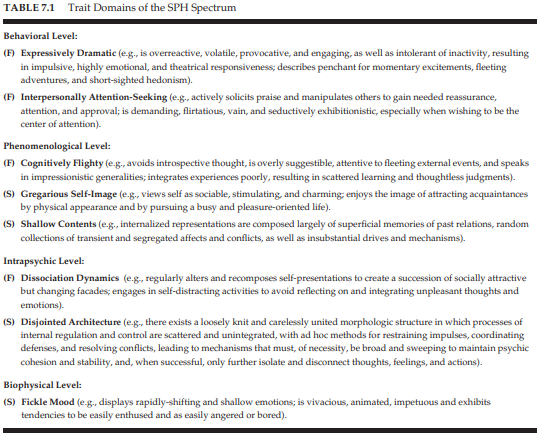 TABLE 7.1 Trait Domains of the SPH Spectrum
Behavioral Level:
(F) Expressively Dramatic (e.g., is overreactive, volatile, provocative, and engaging, as well as intolerant of inactivity, resulting
in impulsive, highly emotional, and theatrical responsiveness; describes penchant for momentary excitements, fleeting
adventures, and short-sighted hedonism).
(F) Interpersonally Attention-Seeking (e.g., actively solicits praise and manipulates others to gain needed reassurance,
attention, and approval; is demanding, flirtatious, vain, and seductively exhibitionistic, especially when wishing to be the
center of attention).
Phenomenological Level:
(F) Cognitively Flighty (e.g., avoids introspective thought, is overly suggestible, attentive to fleeting external events, and speaks
in impressionistic generalities; integrates experiences poorly, resulting in scattered learning and thoughtless judgments).
(S) Gregarious Self-Image (e.g., views self as sociable, stimulating, and charming; enjoys the image of attracting acquaintances
by physical appearance and by pursuing a busy and pleasure-oriented life).
(S) Shallow Contents (e.g., internalized representations are composed largely of superficial memories of past relations, random
collections of transient and segregated affects and conflicts, as well as insubstantial drives and mechanisms).
Intrapsychic Level:
(F) Dissociation Dynamics (e.g., regularly alters and recomposes self-presentations to create a succession of socially attractive
but changing facades; engages in self-distracting activities to avoid reflecting on and integrating unpleasant thoughts and
emotions).
(S) Disjointed Architecture (e.g., there exists a loosely knit and carelessly united morphologic structure in which processes of
internal regulation and control are scattered and unintegrated, with ad hoc methods for restraining impulses, coordinating
defenses, and resolving conflicts, leading to mechanisms that must, of necessity, be broad and sweeping to maintain psychic
cohesion and stability, and, when successful, only further isolate and disconnect thoughts, feelings, and actions).
Biophysical Level:
(S) Fickle Mood (e.g., displays rapidly-shifting and shallow emotions; is vivacious, animated, impetuous and exhibits
tendencies to be easily enthused and as easily angered or bored).